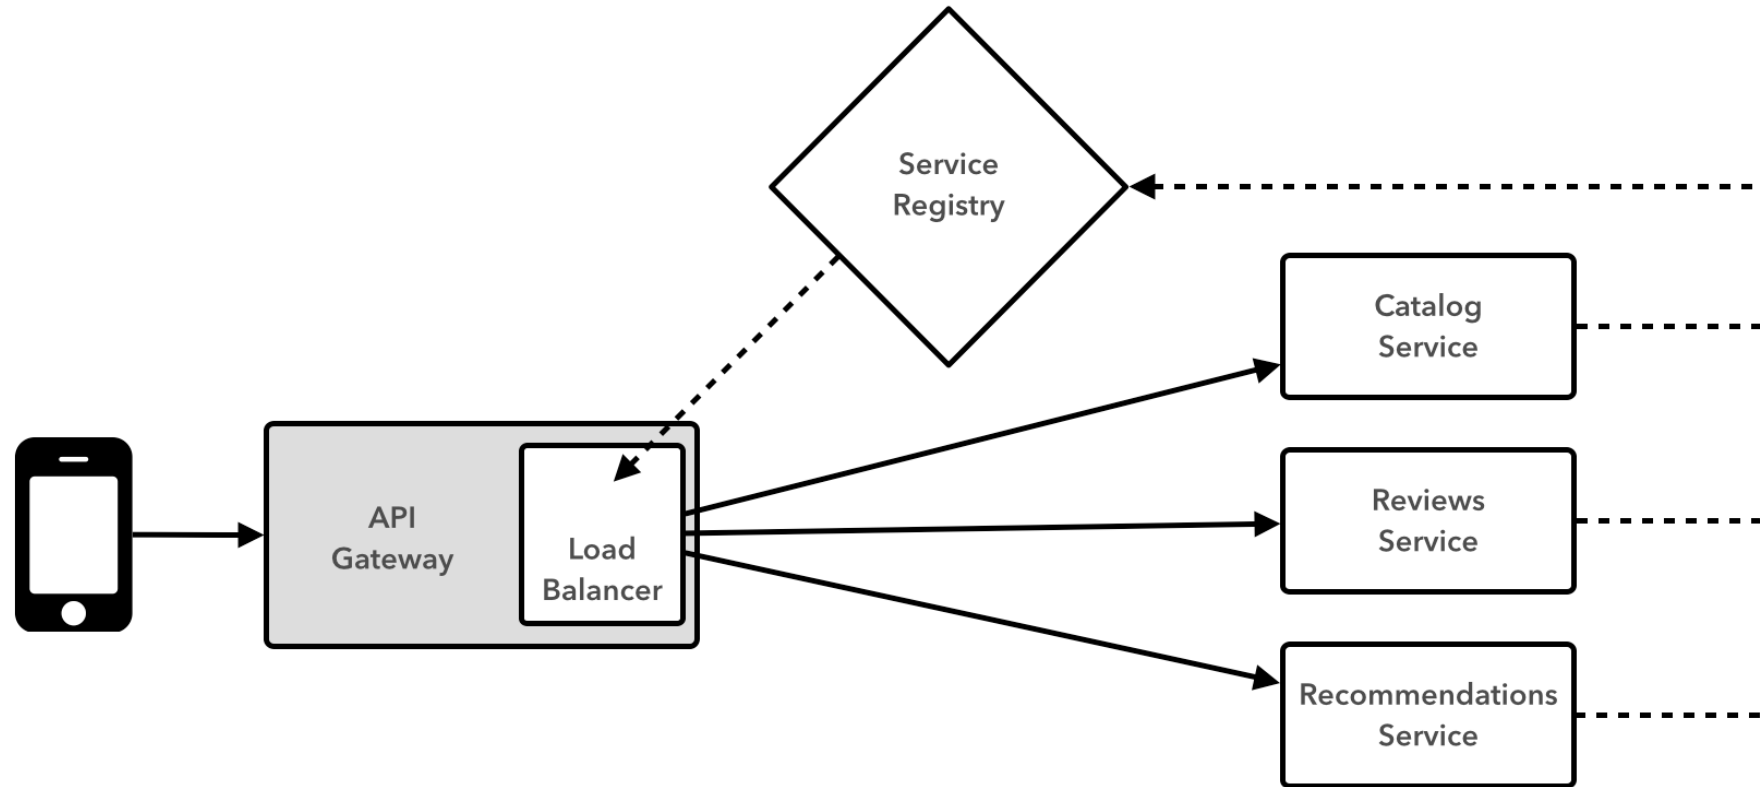 Service
Registry
Catalog
Service
API
Gateway
Load
Balancer
Reviews
Service
Recommendations
Service